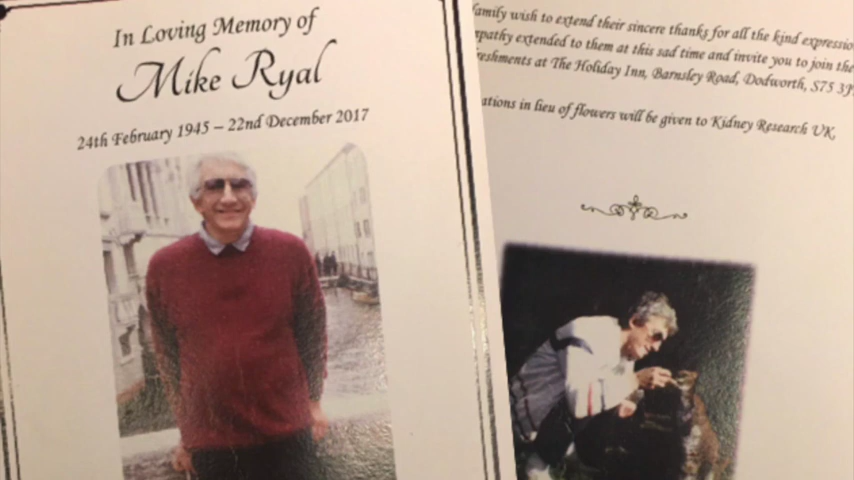 In Loving Memory of
Mike Ryal
24th February 1945 – 22nd December 2017
family wish to extend their sincere thanks for all the kind expressio
mpathy extended to them at this sad time and invite you to join the
reshments at The Holiday Inn, Barnsley Road, Dodworth, S75 3J
ations in lieu of flowers will be given to Kidney Research UK,